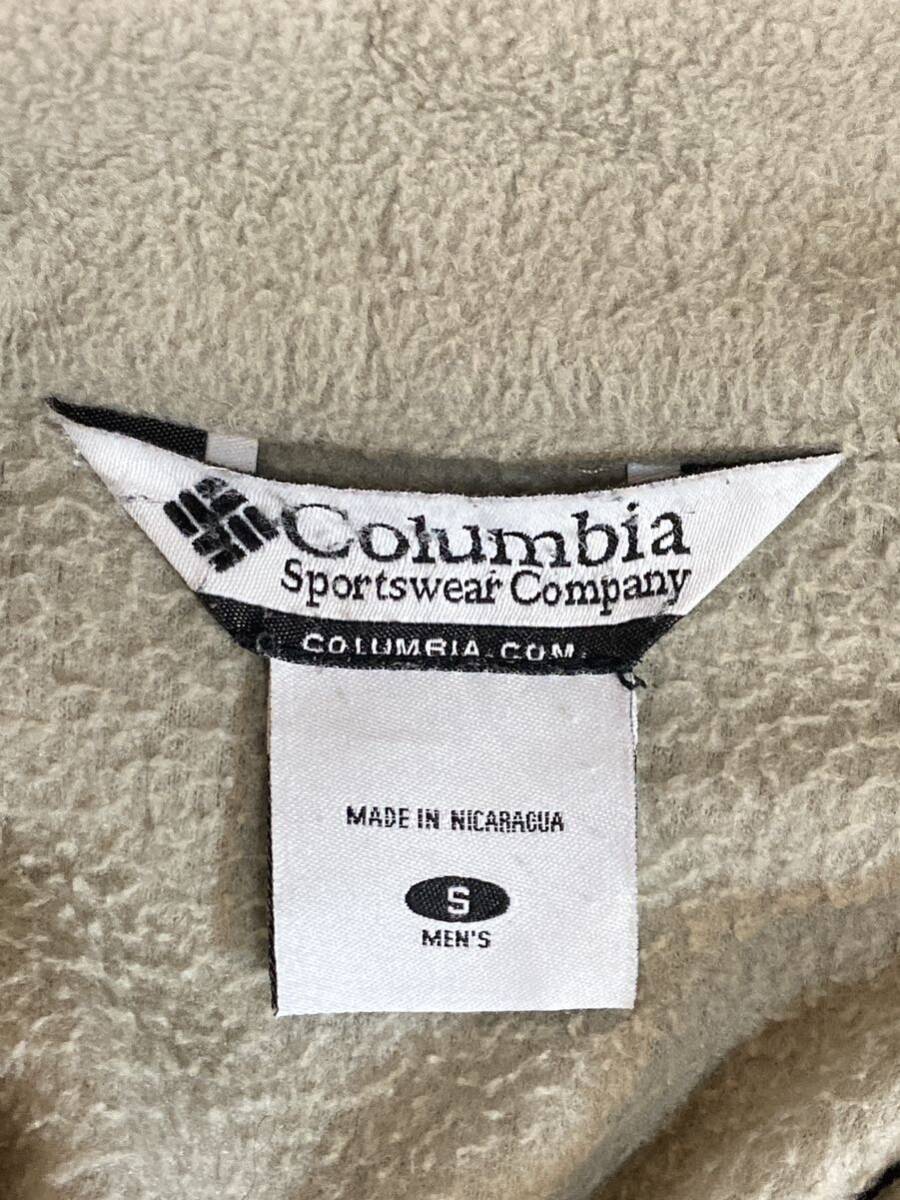 Columbia
Sportswear Company
COLUMBIA.COM
MADE IN NICARAGUA
S
MEN'S